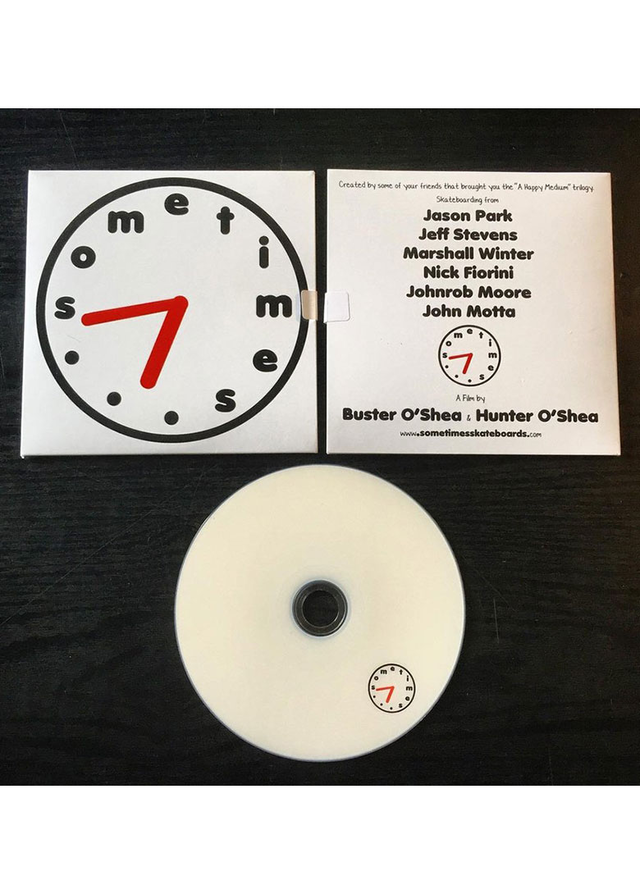 sometimes
Created by some of your friends that brought you the "A Happy Medium" trilogy
Skateboarding from
Jason Park
Jeff Stevens
Marshall Winter
Nick Fiorini
Johnrob Moore
John Motta
sometimes
A Film by
Buster O'Shea & Hunter O'Shea
www.sometimesskateboards.com
sometimes